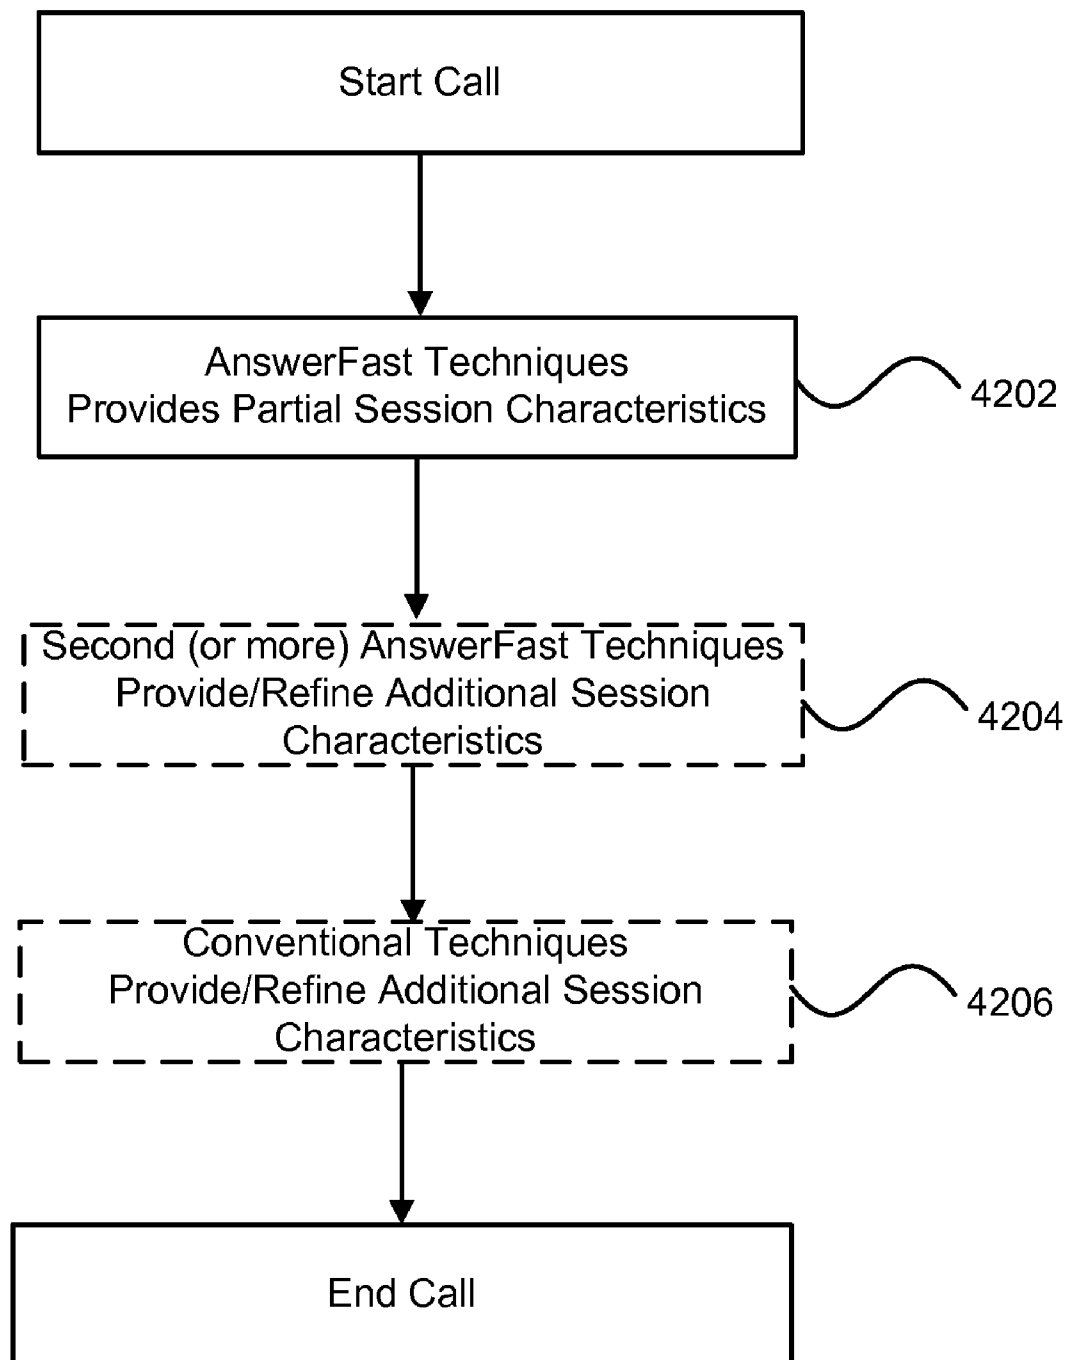 Start Call
AnswerFast Techniques
Provides Partial Session Characteristics
4202
Second (or more) AnswerFast Techniques
Provide/Refine Additional Session
Characteristics
4204
Conventional Techniques
Provide/Refine Additional Session
Characteristics
4206
End Call